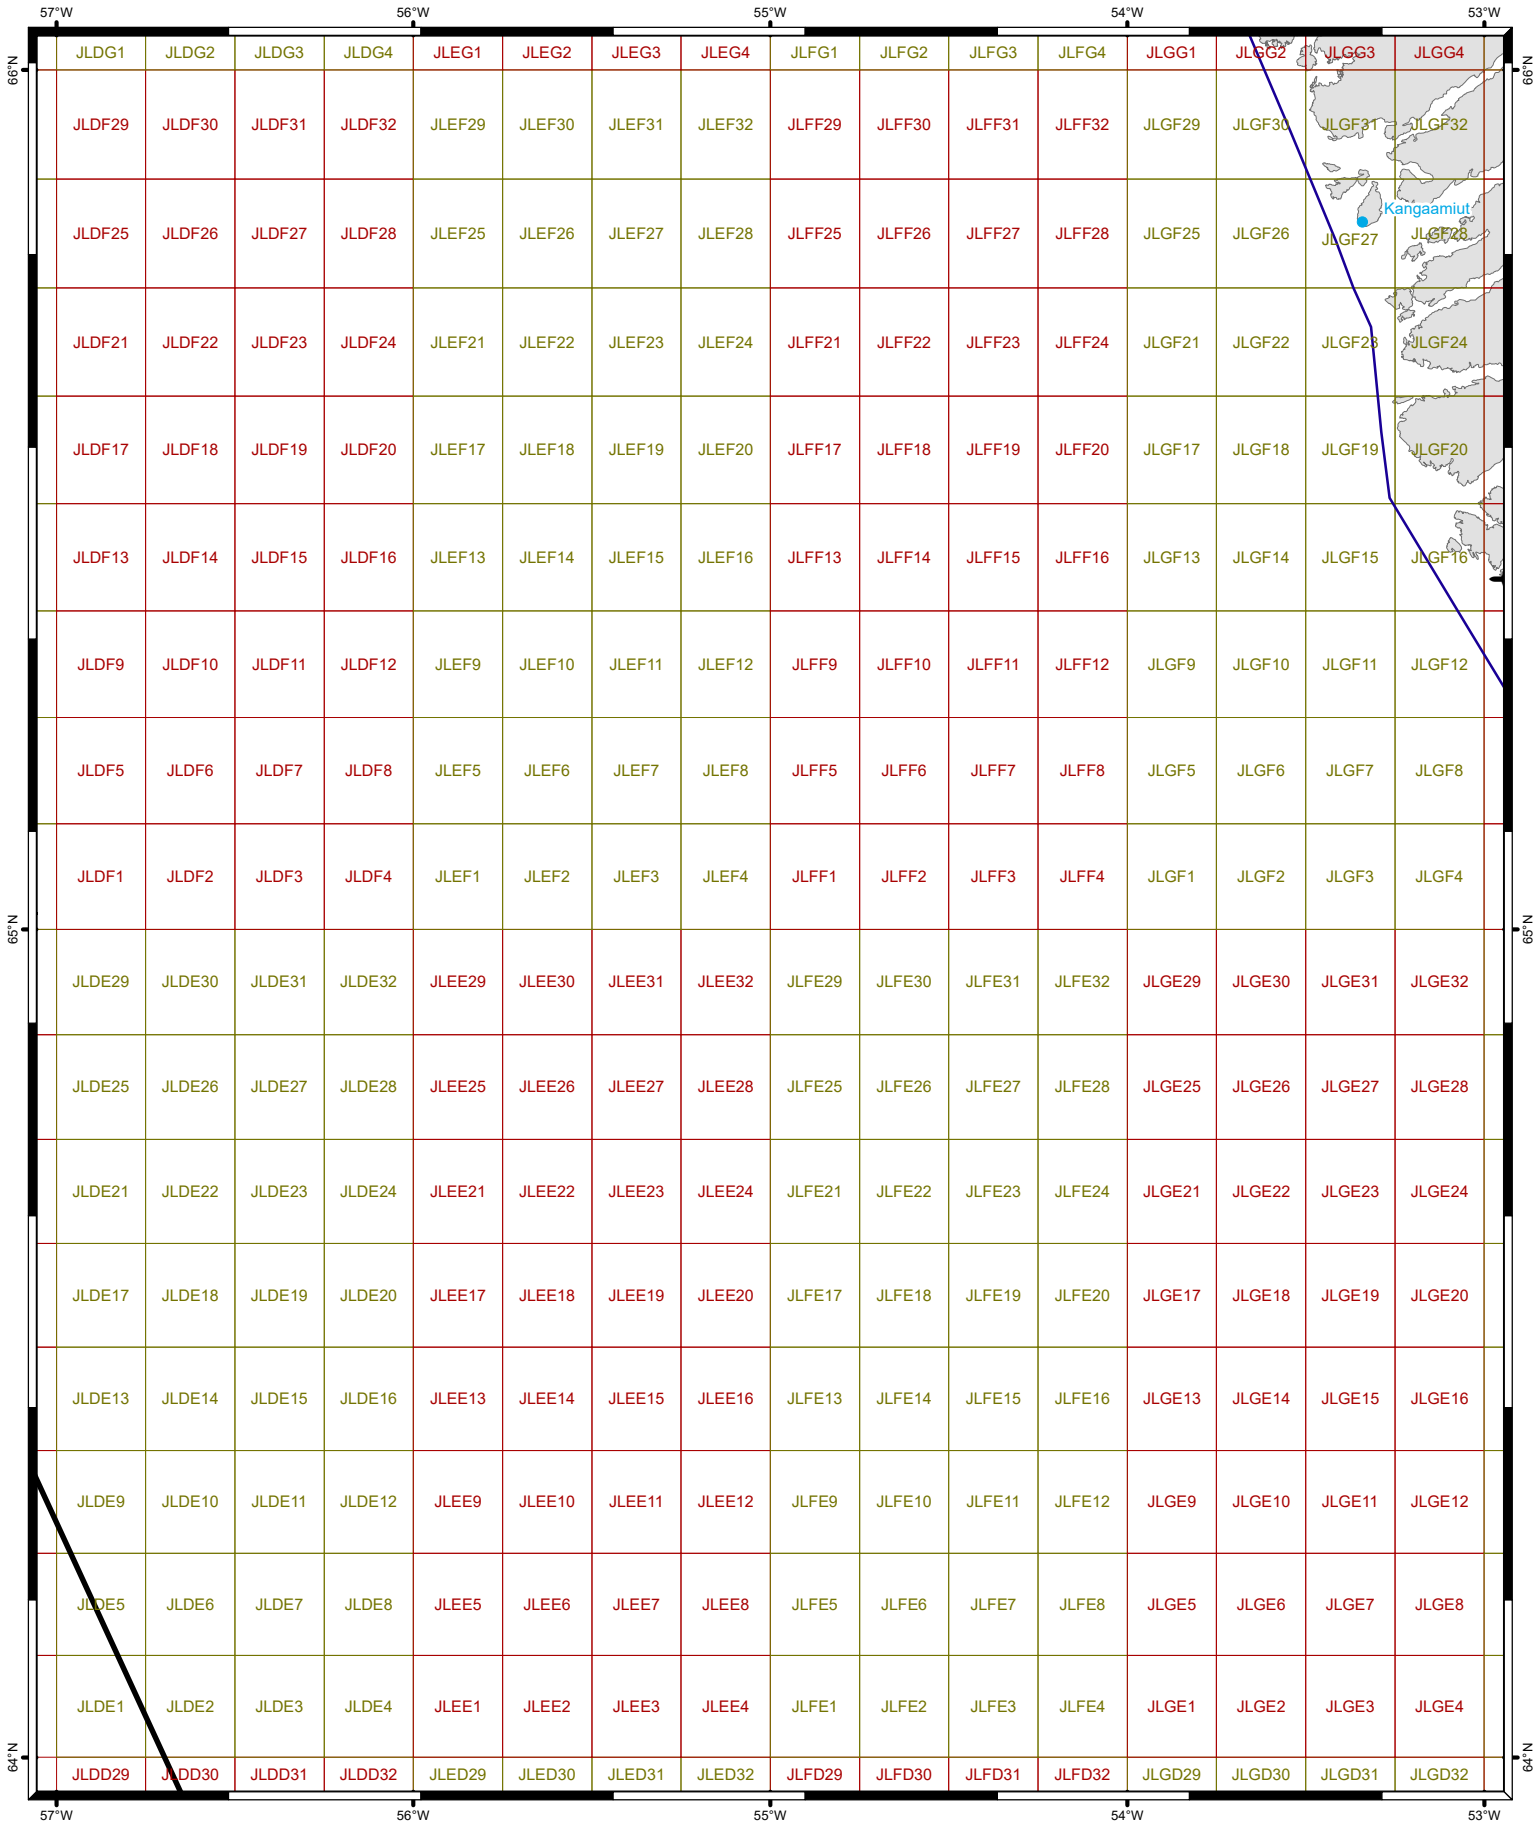 57°W 56°W 55°W 54°W 53°W
JLDG1 JLDG2 JLDG3 JLDG4 JLEG1 JLEG2 JLEG3 JLEG4 JLFG1 JLFG2 JLFG3 JLFG4 JLGG1 JLGG2 JLGG3 JLGG4
66°N 66°N
JLDF29 JLDF30 JLDF31 JLDF32 JLEF29 JLEF30 JLEF31 JLEF32 JLFF29 JLFF30 JLFF31 JLFF32 JLGF29 JLGF30 JLGF31 JLGF32
Kangaamiut
JLDF25 JLDF26 JLDF27 JLDF28 JLEF25 JLEF26 JLEF27 JLEF28 JLFF25 JLFF26 JLFF27 JLFF28 JLGF25 JLGF26 JLGF27 JLGF28
JLDF21 JLDF22 JLDF23 JLDF24 JLEF21 JLEF22 JLEF23 JLEF24 JLFF21 JLFF22 JLFF23 JLFF24 JLGF21 JLGF22 JLGF23 JLGF24
JLDF17 JLDF18 JLDF19 JLDF20 JLEF17 JLEF18 JLEF19 JLEF20 JLFF17 JLFF18 JLFF19 JLFF20 JLGF17 JLGF18 JLGF19 JLGF20
JLDF13 JLDF14 JLDF15 JLDF16 JLEF13 JLEF14 JLEF15 JLEF16 JLFF13 JLFF14 JLFF15 JLFF16 JLGF13 JLGF14 JLGF15 JLGF16
JLDF9 JLDF10 JLDF11 JLDF12 JLEF9 JLEF10 JLEF11 JLEF12 JLFF9 JLFF10 JLFF11 JLFF12 JLGF9 JLGF10 JLGF11 JLGF12
JLDF5 JLDF6 JLDF7 JLDF8 JLEF5 JLEF6 JLEF7 JLEF8 JLFF5 JLFF6 JLFF7 JLFF8 JLGF5 JLGF6 JLGF7 JLGF8
JLDF1 JLDF2 JLDF3 JLDF4 JLEF1 JLEF2 JLEF3 JLEF4 JLFF1 JLFF2 JLFF3 JLFF4 JLGF1 JLGF2 JLGF3 JLGF4
65°N 65°N
JLDE29 JLDE30 JLDE31 JLDE32 JLEE29 JLEE30 JLEE31 JLEE32 JLFE29 JLFE30 JLFE31 JLFE32 JLGE29 JLGE30 JLGE31 JLGE32
JLDE25 JLDE26 JLDE27 JLDE28 JLEE25 JLEE26 JLEE27 JLEE28 JLFE25 JLFE26 JLFE27 JLFE28 JLGE25 JLGE26 JLGE27 JLGE28
JLDE21 JLDE22 JLDE23 JLDE24 JLEE21 JLEE22 JLEE23 JLEE24 JLFE21 JLFE22 JLFE23 JLFE24 JLGE21 JLGE22 JLGE23 JLGE24
JLDE17 JLDE18 JLDE19 JLDE20 JLEE17 JLEE18 JLEE19 JLEE20 JLFE17 JLFE18 JLFE19 JLFE20 JLGE17 JLGE18 JLGE19 JLGE20
JLDE13 JLDE14 JLDE15 JLDE16 JLEE13 JLEE14 JLEE15 JLEE16 JLFE13 JLFE14 JLFE15 JLFE16 JLGE13 JLGE14 JLGE15 JLGE16
JLDE9 JLDE10 JLDE11 JLDE12 JLEE9 JLEE10 JLEE11 JLEE12 JLFE9 JLFE10 JLFE11 JLFE12 JLGE9 JLGE10 JLGE11 JLGE12
JLDE5 JLDE6 JLDE7 JLDE8 JLEE5 JLEE6 JLEE7 JLEE8 JLFE5 JLFE6 JLFE7 JLFE8 JLGE5 JLGE6 JLGE7 JLGE8
JLDE1 JLDE2 JLDE3 JLDE4 JLEE1 JLEE2 JLEE3 JLEE4 JLFE1 JLFE2 JLFE3 JLFE4 JLGE1 JLGE2 JLGE3 JLGE4
64°N 64°N
JLDD29 JLDD30 JLDD31 JLDD32 JLED29 JLED30 JLED31 JLED32 JLFD29 JLFD30 JLFD31 JLFD32 JLGD29 JLGD30 JLGD31 JLGD32
57°W 56°W 55°W 54°W 53°W